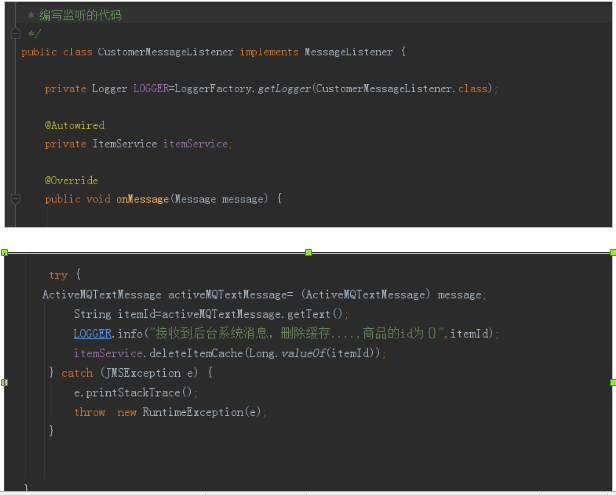 * 编写监听的代码
*/
public class CustomerMessageListener implements MessageListener {
private Logger LOGGER=LoggerFactory.getLogger(CustomerMessageListener.class);
@Autowired
private ItemService itemService;
@Override
public void onMessage(Message message) {
try {
ActiveMQTextMessage activeMQTextMessage= (ActiveMQTextMessage) message;
String itemId=activeMQTextMessage.getText();
LOGGER.info("接收到后台系统消息，删除缓存....,商品的id为{}",itemId);
itemService.deleteItemCache(Long.valueOf(itemId));
} catch (JMSException e) {
e.printStackTrace();
throw new RuntimeException(e);
}
}